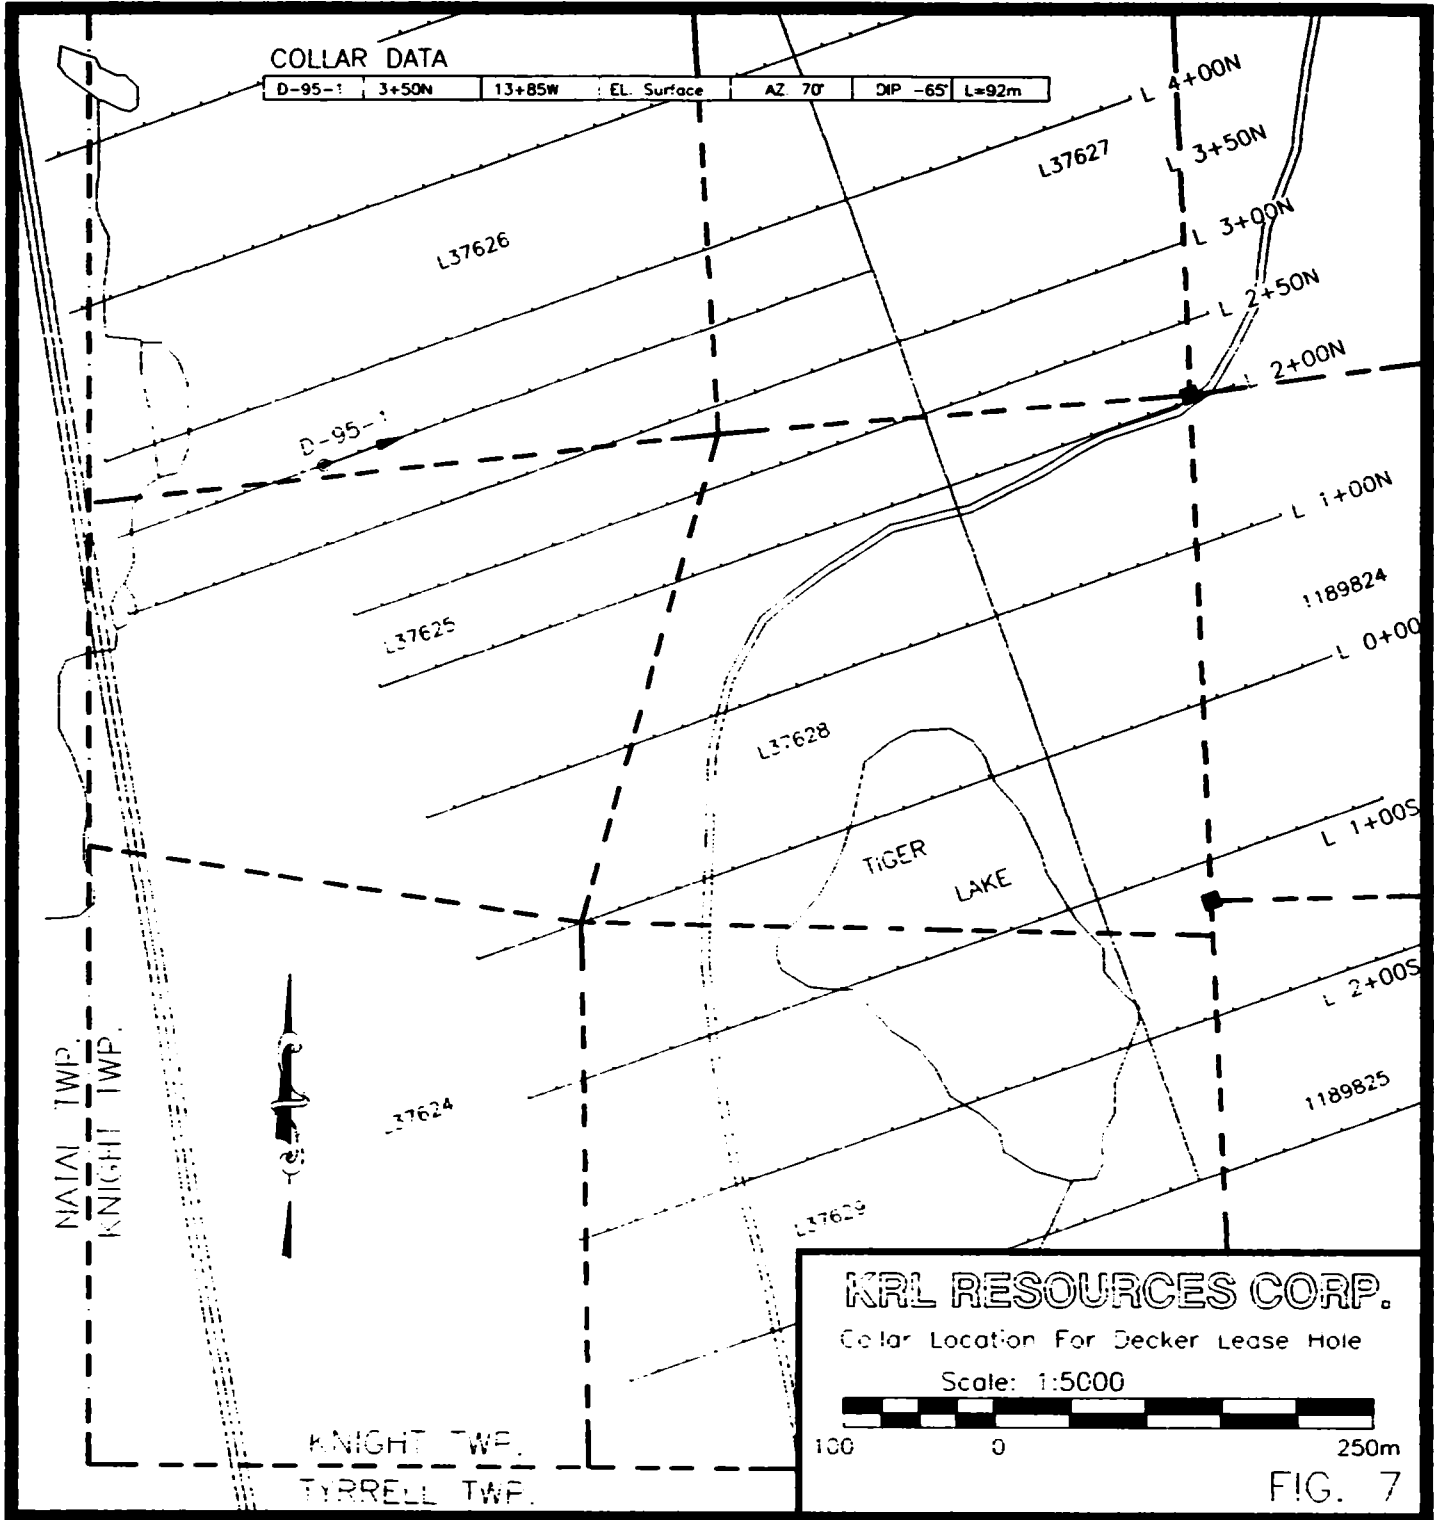 COLLAR DATA
D-95-1 3+50N 13+85W EL. Surface AZ. 70° DIP -65° L=92m
L 4+00N
L37627
L 3+50N
L 3+00N
L37626
L 2+50N
L 2+00N
D-95-1
L 1+00N
1189824
L37625
L 0+00
L37628
L 1+00S
TIGER
LAKE
L 2+00S
NATAL TWP.
KNIGHT TWP.
L37624
1189825
L37629
KRL RESOURCES CORP.
Collar Location For Decker Lease Hole
Scale: 1:5000
100 0 250m
FIG. 7
KNIGHT TWP.
TYRRELL TWP.